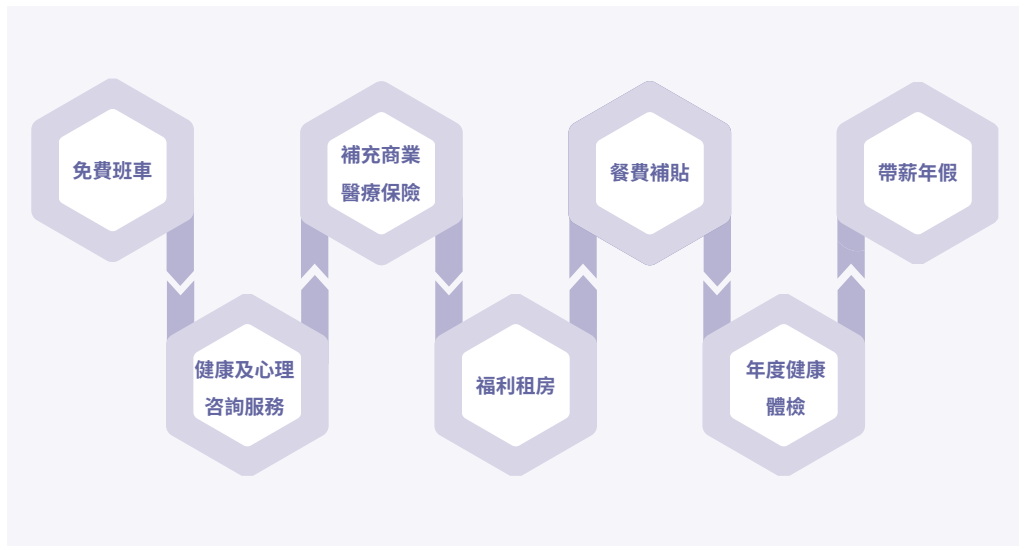 免費班車
健康及心理
咨詢服務
補充商業
醫療保險
福利租房
餐費補貼
年度健康
體檢
帶薪年假